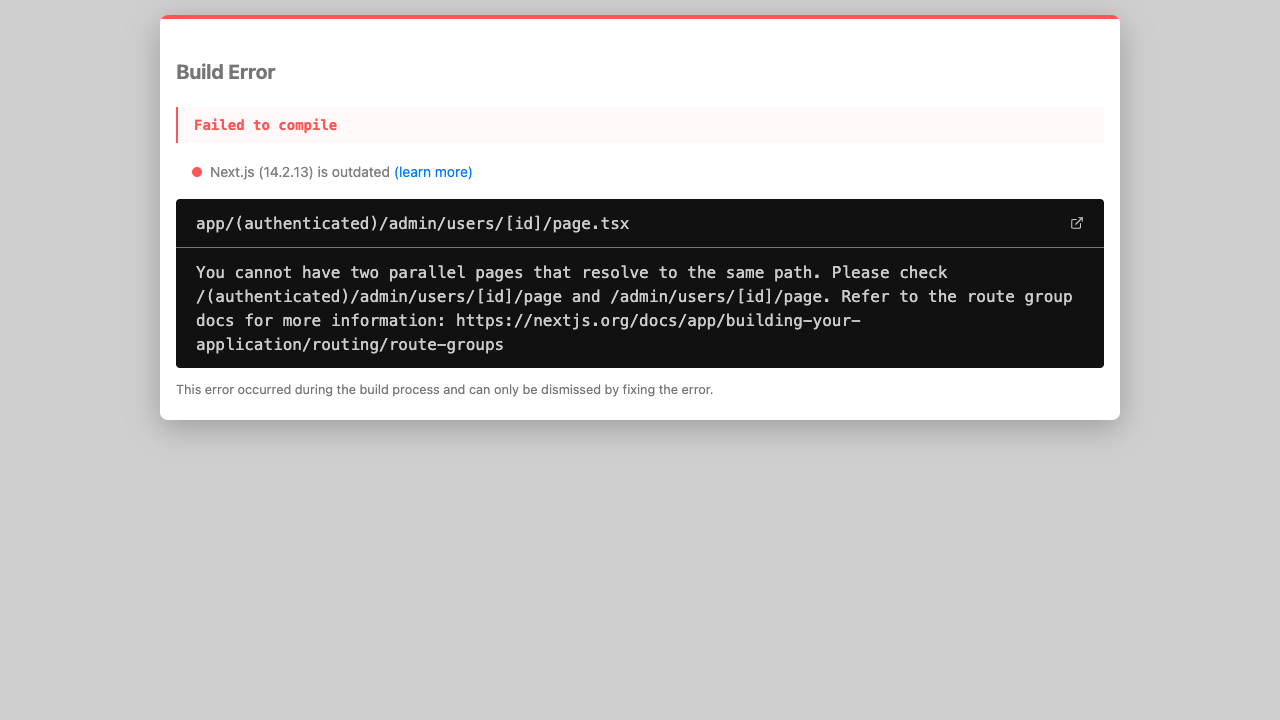 Build Error
Failed to compile
Next.js (14.2.13) is outdated (learn more)
app/(authenticated)/admin/users/[id]/page.tsx
You cannot have two parallel pages that resolve to the same path. Please check
/(authenticated)/admin/users/[id]/page and /admin/users/[id]/page. Refer to the route group
docs for more information: https://nextjs.org/docs/app/building-your-
application/routing/route-groups
This error occurred during the build process and can only be dismissed by fixing the error.